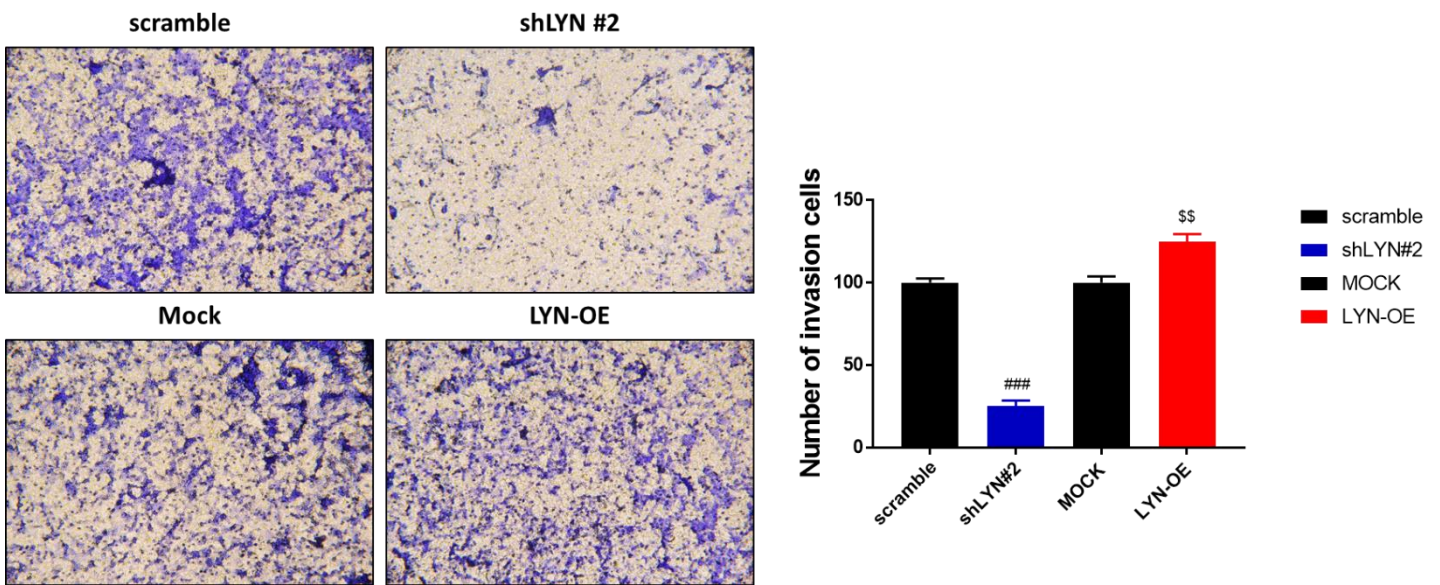 scramble
shLYN #2
Mock
LYN-OE
Number of invasion cells
150
100
50
0
###
$$
scramble
shLYN#2
MOCK
LYN-OE
scramble
shLYN#2
MOCK
LYN-OE